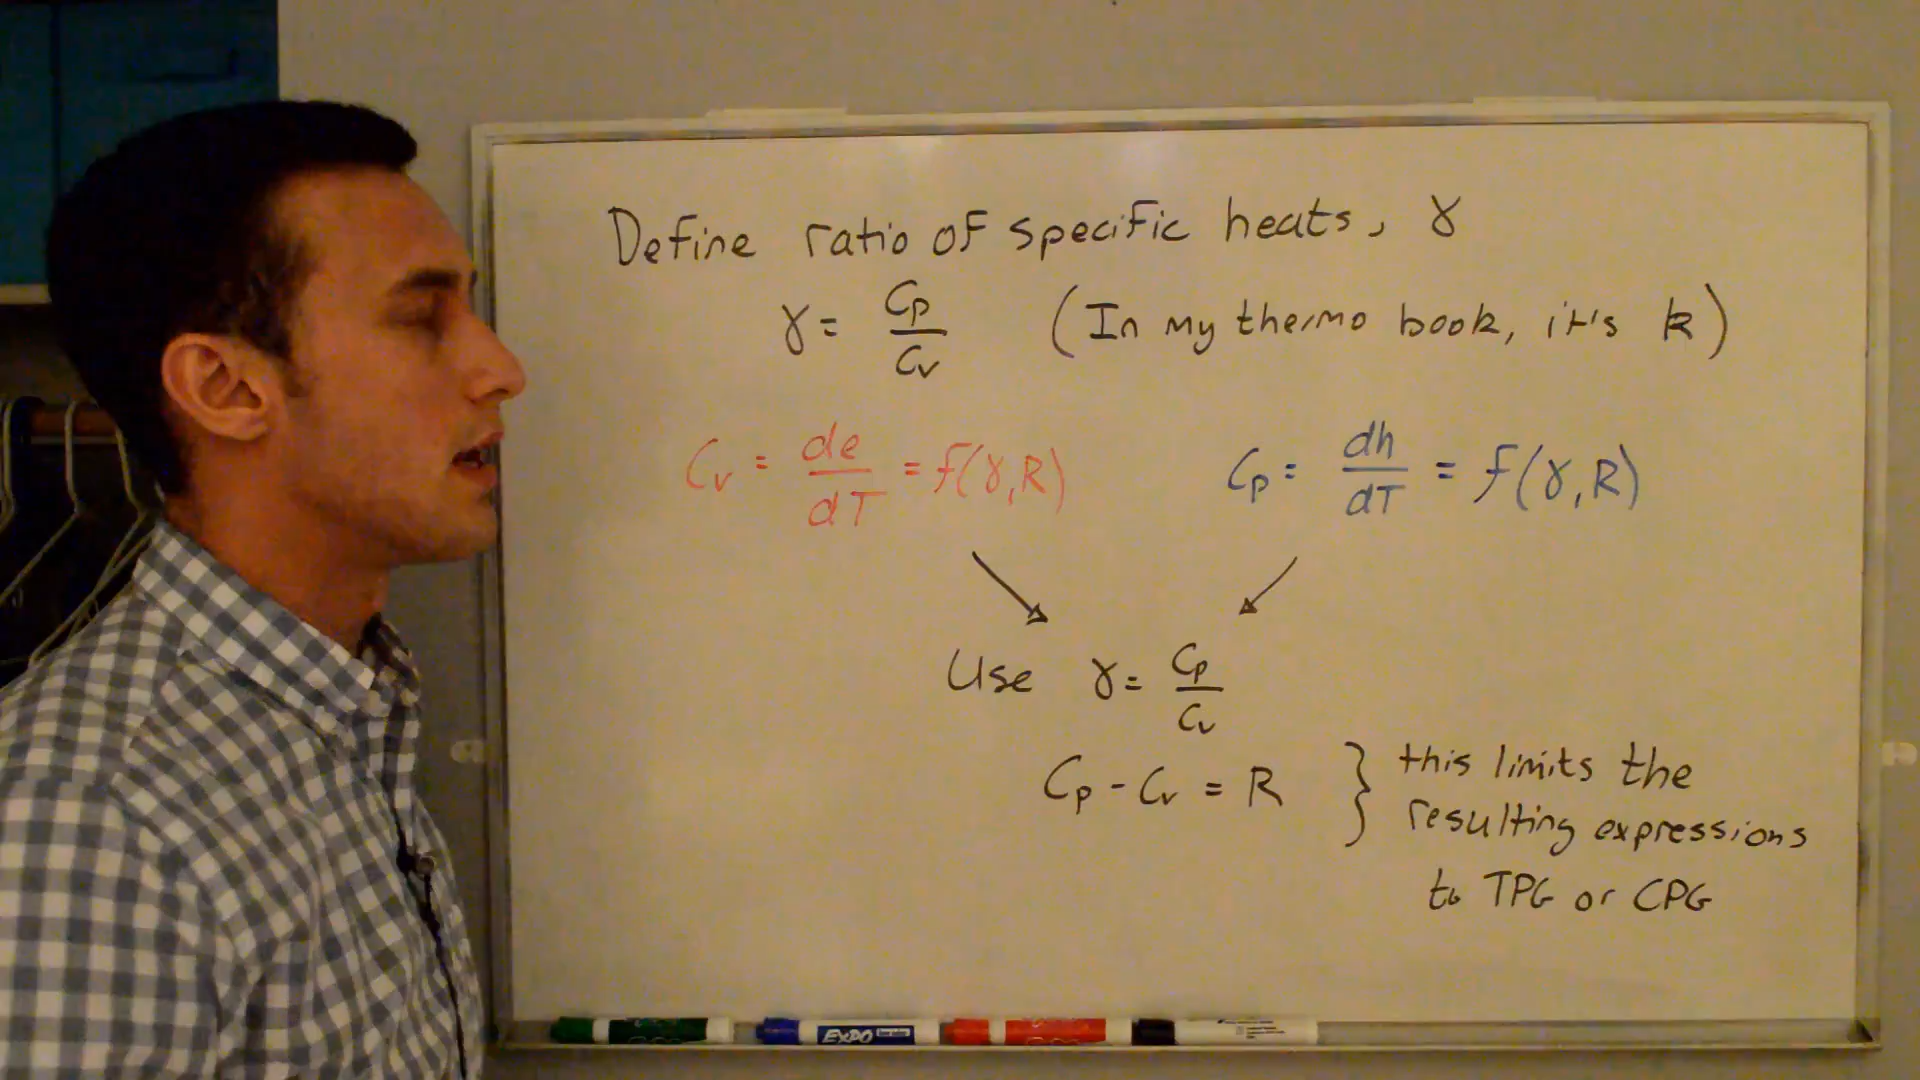 Define ratio of specific heats, γ
γ = Cp/Cv (In my thermo book, it's k)
Cv = de/dT = f(γ,R)
Cp = dh/dT = f(γ,R)
Use γ = Cp/Cv
Cp - Cv = R } this limits the
resulting expressions
to TPG or CPG
EXPO